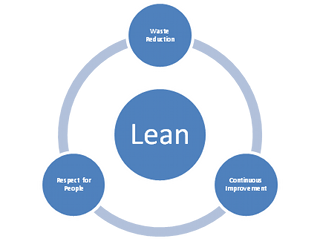 Waste
Reduction
Lean
Respect for
People
Continuous
Improvement